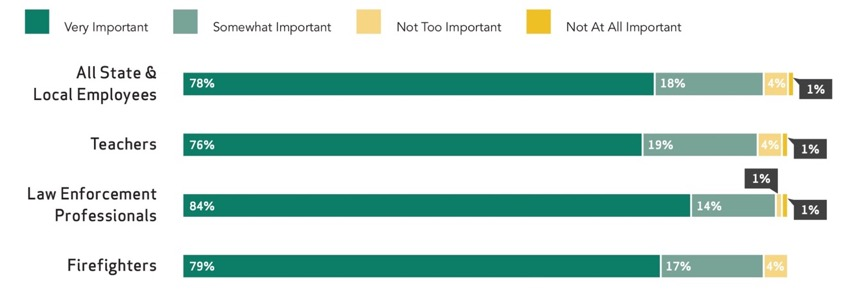 Very Important Somewhat Important Not Too Important Not At All Important
All State &
Local Employees
78% 18% 4% 1%
Teachers
76% 19% 4% 1%
1%
Law Enforcement
Professionals
84% 14% 1%
Firefighters
79% 17% 4%